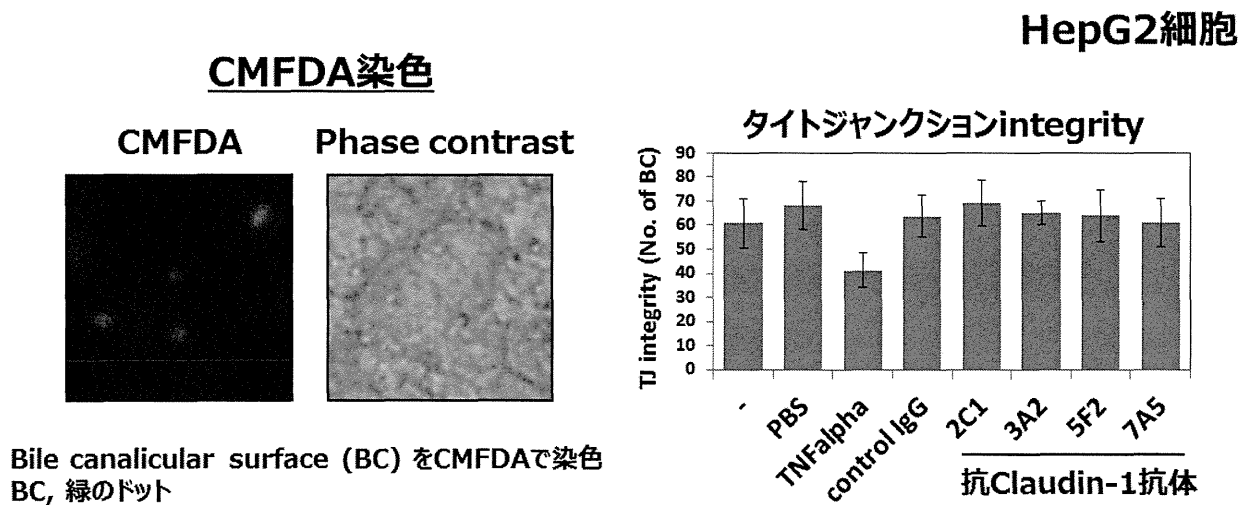 HepG2細胞
CMFDA染色
CMFDA
Phase contrast
Bile canalicular surface (BC) をCMFDAで染色
BC, 緑のドット
タイトジャンクションintegrity
TJ integrity (No. of BC)
90
80
70
60
50
40
30
20
10
0
-
PBS
TNFalpha
control IgG
2C1
3A2
5F2
7A5
抗Claudin-1抗体